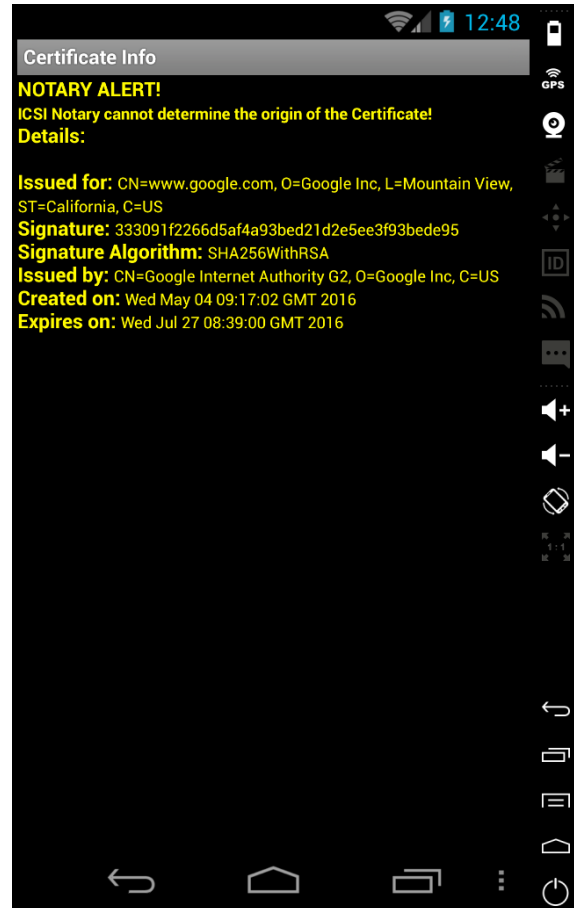 12:48
Certificate Info
GPS
NOTARY ALERT!
ICSI Notary cannot determine the origin of the Certificate!
Details:
Issued for: CN=www.google.com, O=Google Inc, L=Mountain View,
ST=California, C=US
Signature: 333091f2266d5af4a93bed21d2e5ee3f93bede95
Signature Algorithm: SHA256WithRSA
Issued by: CN=Google Internet Authority G2, O=Google Inc, C=US
Created on: Wed May 04 09:17:02 GMT 2016
Expires on: Wed Jul 27 08:39:00 GMT 2016
ID
1:1